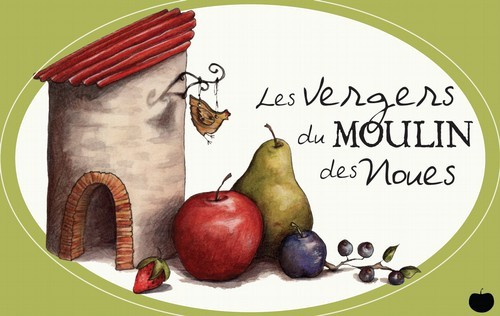 Les Vergers
du MOULIN
des Noues